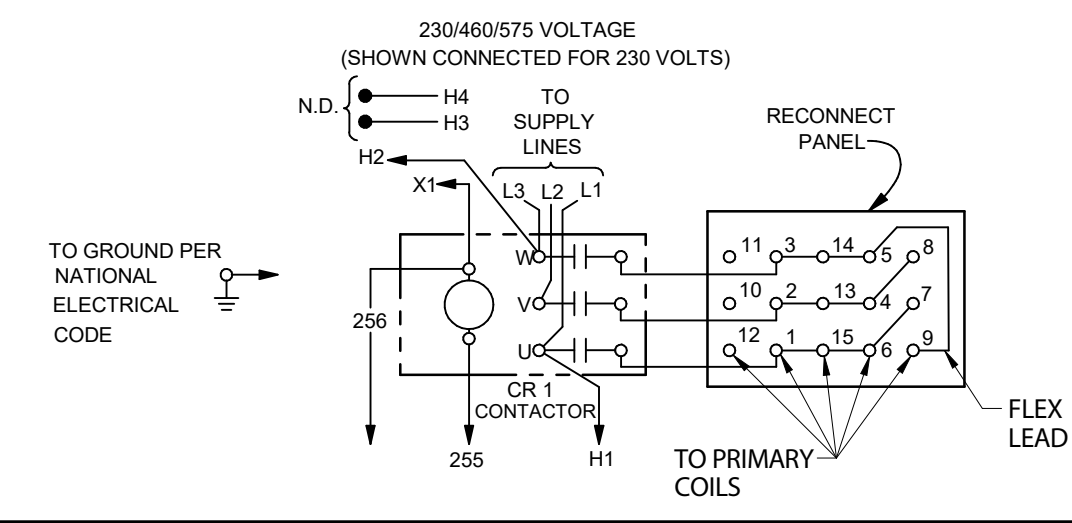 230/460/575 VOLTAGE
(SHOWN CONNECTED FOR 230 VOLTS)
N.D.
H4
H3
TO
SUPPLY
LINES
H2
X1
L3 L2 L1
RECONNECT
PANEL
TO GROUND PER
NATIONAL
ELECTRICAL
CODE
W
V
U
256
255
CR 1
CONTACTOR
H1
11 3 14 5 8
10 2 13 4 7
12 1 15 6 9
TO PRIMARY
COILS
FLEX
LEAD